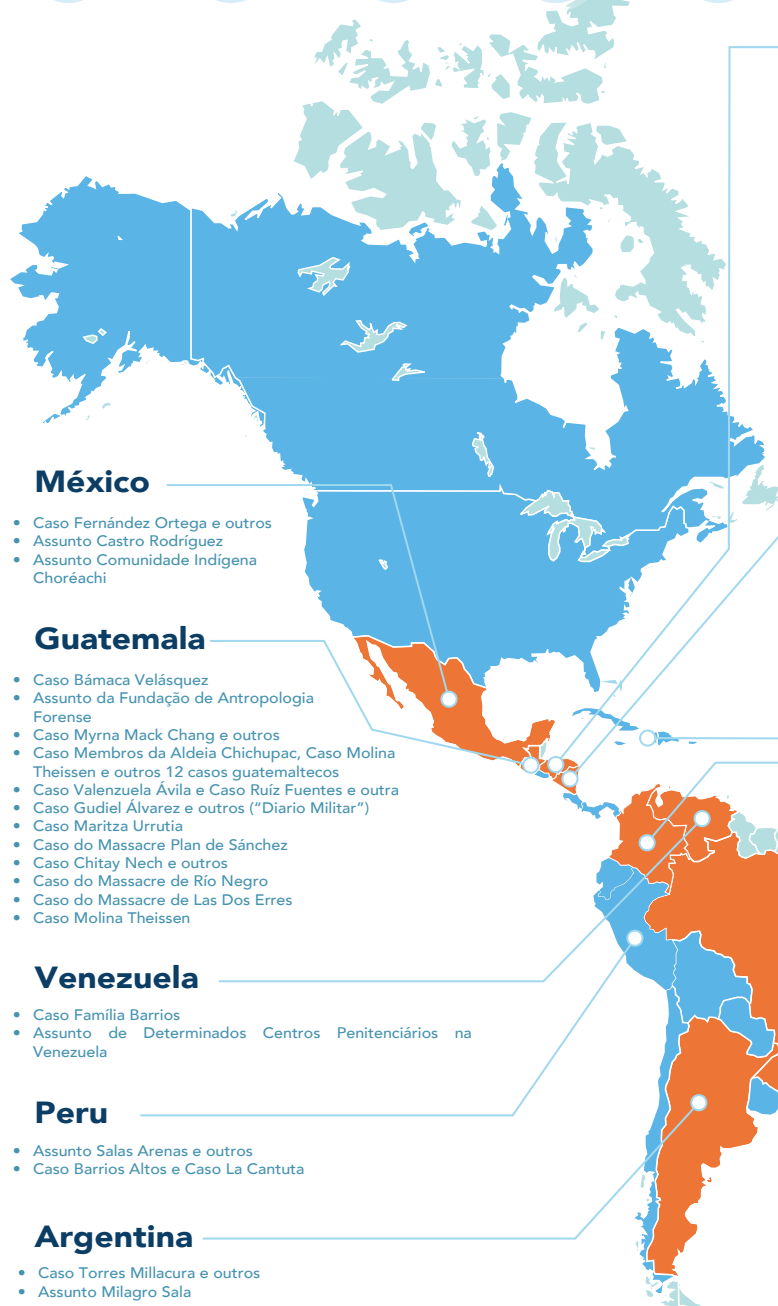 México
• Caso Fernández Ortega e outros
• Assunto Castro Rodríguez
• Assunto Comunidade Indígena
Choréachi
Guatemala
• Caso Bámaca Velásquez
• Assunto da Fundação de Antropologia
Forense
• Caso Myrna Mack Chang e outros
• Caso Membros da Aldeia Chichupac, Caso Molina
Theissen e outros 12 casos guatemaltecos
• Caso Valenzuela Ávila e Caso Ruíz Fuentes e outra
• Caso Gudiel Álvarez e outros (“Diario Militar”)
• Caso Maritza Urrutia
• Caso do Massacre Plan de Sánchez
• Caso Chitay Nech e outros
• Caso do Massacre de Río Negro
• Caso do Massacre de Las Dos Erres
• Caso Molina Theissen
Venezuela
• Caso Família Barrios
• Assunto de Determinados Centros Penitenciários na
Venezuela
Peru
• Assunto Salas Arenas e outros
• Caso Barrios Altos e Caso La Cantuta
Argentina
• Caso Torres Millacura e outros
• Assunto Milagro Sala